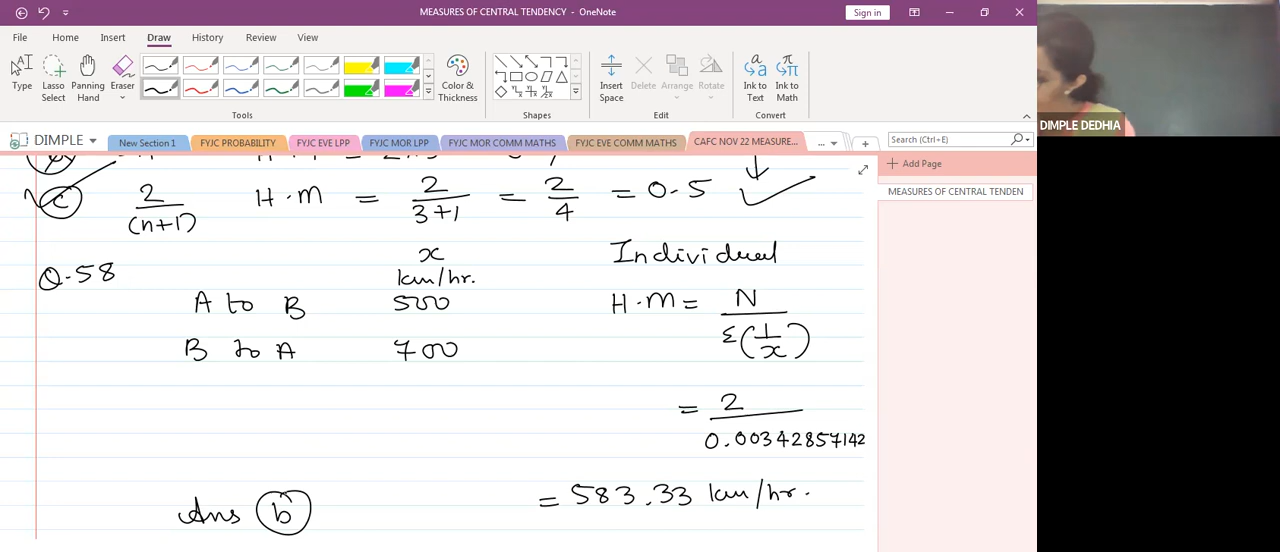 MEASURES OF CENTRAL TENDENCY - OneNote
Sign in
File Home Insert Draw History Review View
Type Lasso Select Panning Hand Eraser Color & Thickness Insert Space Delete Arrange Rotate Ink to Text Ink to Math
Tools Shapes Edit Convert
DIMPLE New Section 1 FYJC PROBABILITY FYJC EVE LPP FYJC MOR LPP FYJC MOR COMM MATHS FYJC EVE COMM MATHS CAFC NOV 22 MEASURE... ... + Search (Ctrl+E)
+ Add Page
MEASURES OF CENTRAL TENDEN
DIMPLE DEDHIA
c 2/(n+1) H.M = 2/(3+1) = 2/4 = 0.5
x Individual
Q.58 km/hr.
A to B 500 H.M = N/Σ(1/x)
B to A 700
= 2/0.00342857142
= 583.33 km/hr.
Ans b